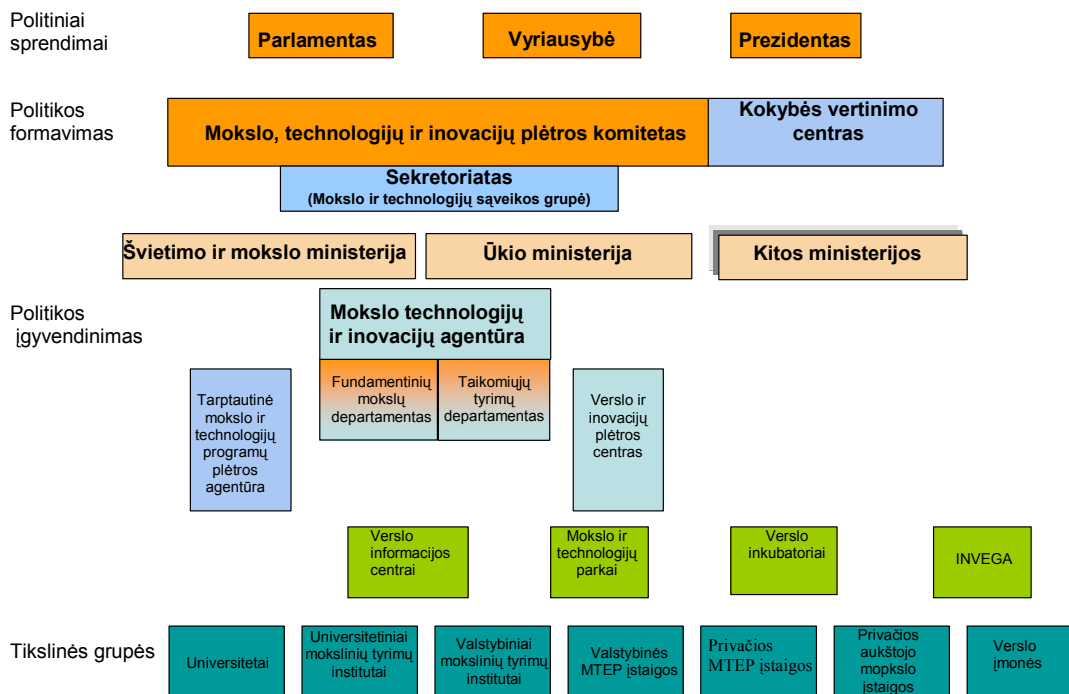 Politiniai
sprendimai
Parlamentas
Vyriausybė
Prezidentas
Politikos
formavimas
Mokslo, technologijų ir inovacijų plėtros komitetas
Kokybės vertinimo
centras
Sekretoriatas
(Mokslo ir technologijų sąveikos grupė)
Švietimo ir mokslo ministerija
Ūkio ministerija
Kitos ministerijos
Politikos
įgyvendinimas
Mokslo technologijų
ir inovacijų agentūra
Fundamentinių
mokslų
departamentas
Taikomiųjų
tyrimų
departamentas
Tarptautinė
mokslo ir
technologijų
programų
plėtros
agentūra
Verslo ir
inovacijų
plėtros
centras
Verslo
informacijos
centrai
Mokslo ir
technologijų
parkai
Verslo
inkubatoriai
INVEGA
Tikslinės grupės
Universitetai
Universitetiniai
mokslinių tyrimų
institutai
Valstybiniai
mokslinių tyrimų
institutai
Valstybinės
MTEP įstaigos
Privačios
MTEP įstaigos
Privačios
aukštojo
mopkslo
įstaigos
Verslo
įmonės